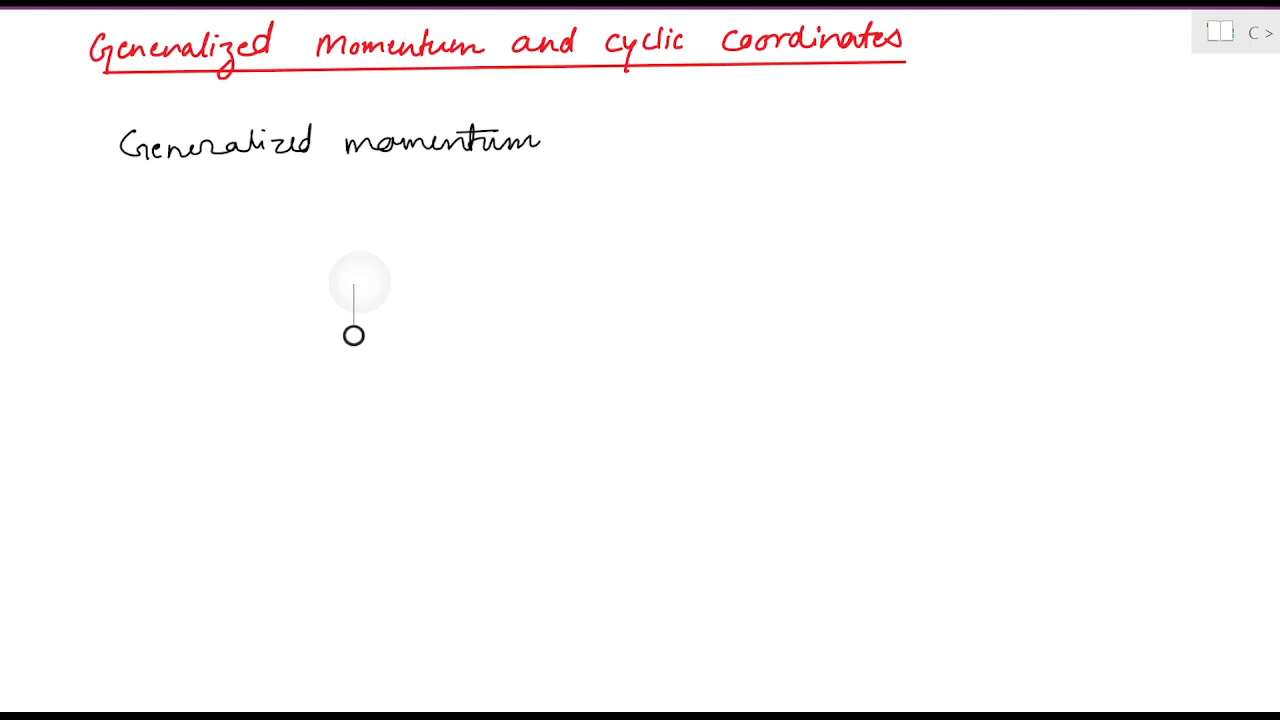 Generalized Momentum and cyclic coordinates
C >
Generalized momentum